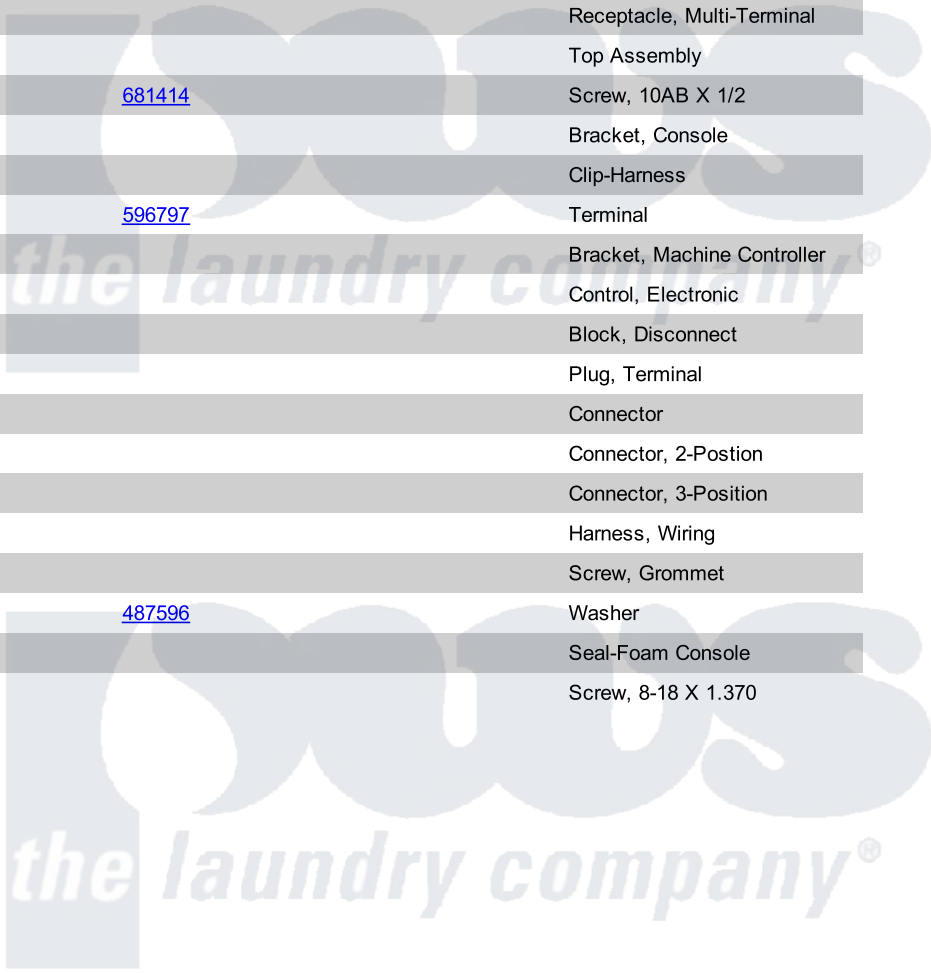 Receptacle, Multi-Terminal
Top Assembly
681414 Screw, 10AB X 1/2
Bracket, Console
Clip-Harness
596797 Terminal
Bracket, Machine Controller
the laundry company®
Control, Electronic
Block, Disconnect
Plug, Terminal
Connector
Connector, 2-Postion
Connector, 3-Position
Harness, Wiring
Screw, Grommet
487596 Washer
Seal-Foam Console
Screw, 8-18 X 1.370
pws
the laundry company®